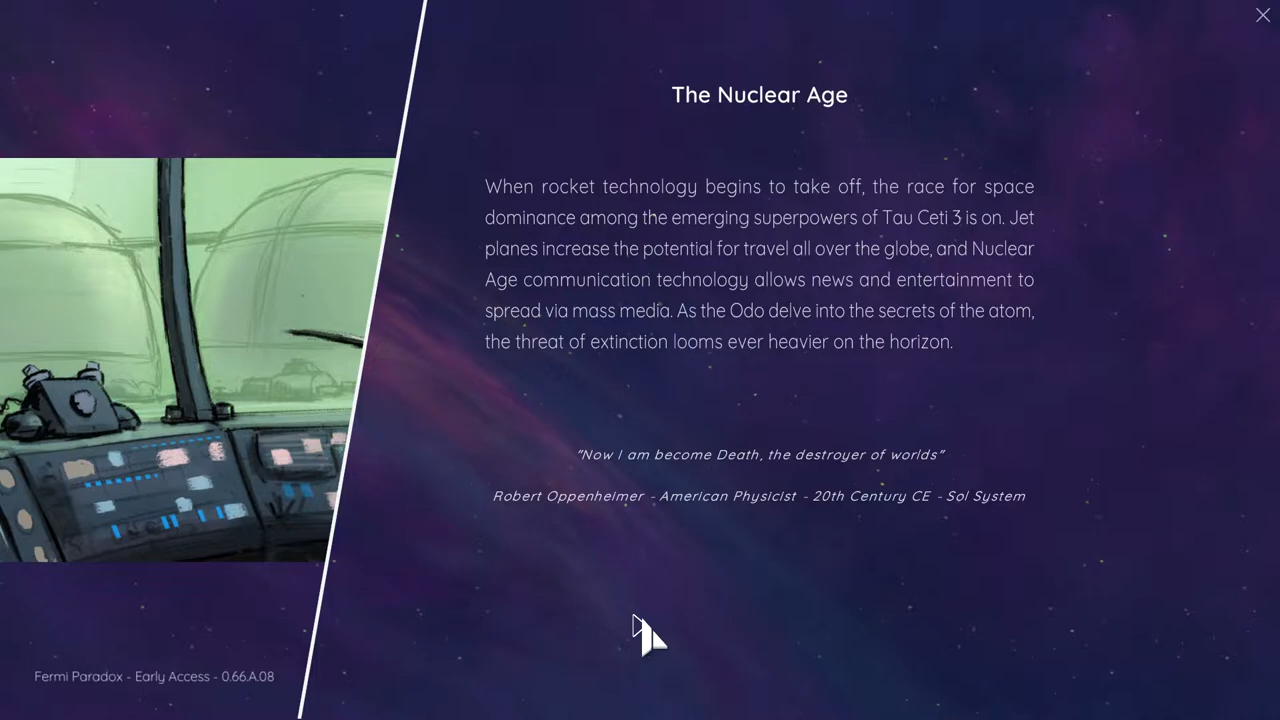 The Nuclear Age
When rocket technology begins to take off, the race for space
dominance among the emerging superpowers of Tau Ceti 3 is on. Jet
planes increase the potential for travel all over the globe, and Nuclear
Age communication technology allows news and entertainment to
spread via mass media. As the Odo delve into the secrets of the atom,
the threat of extinction looms ever heavier on the horizon.
"Now I am become Death, the destroyer of worlds"
Robert Oppenheimer - American Physicist - 20th Century CE - Sol System
Fermi Paradox - Early Access - 0.66.A.08